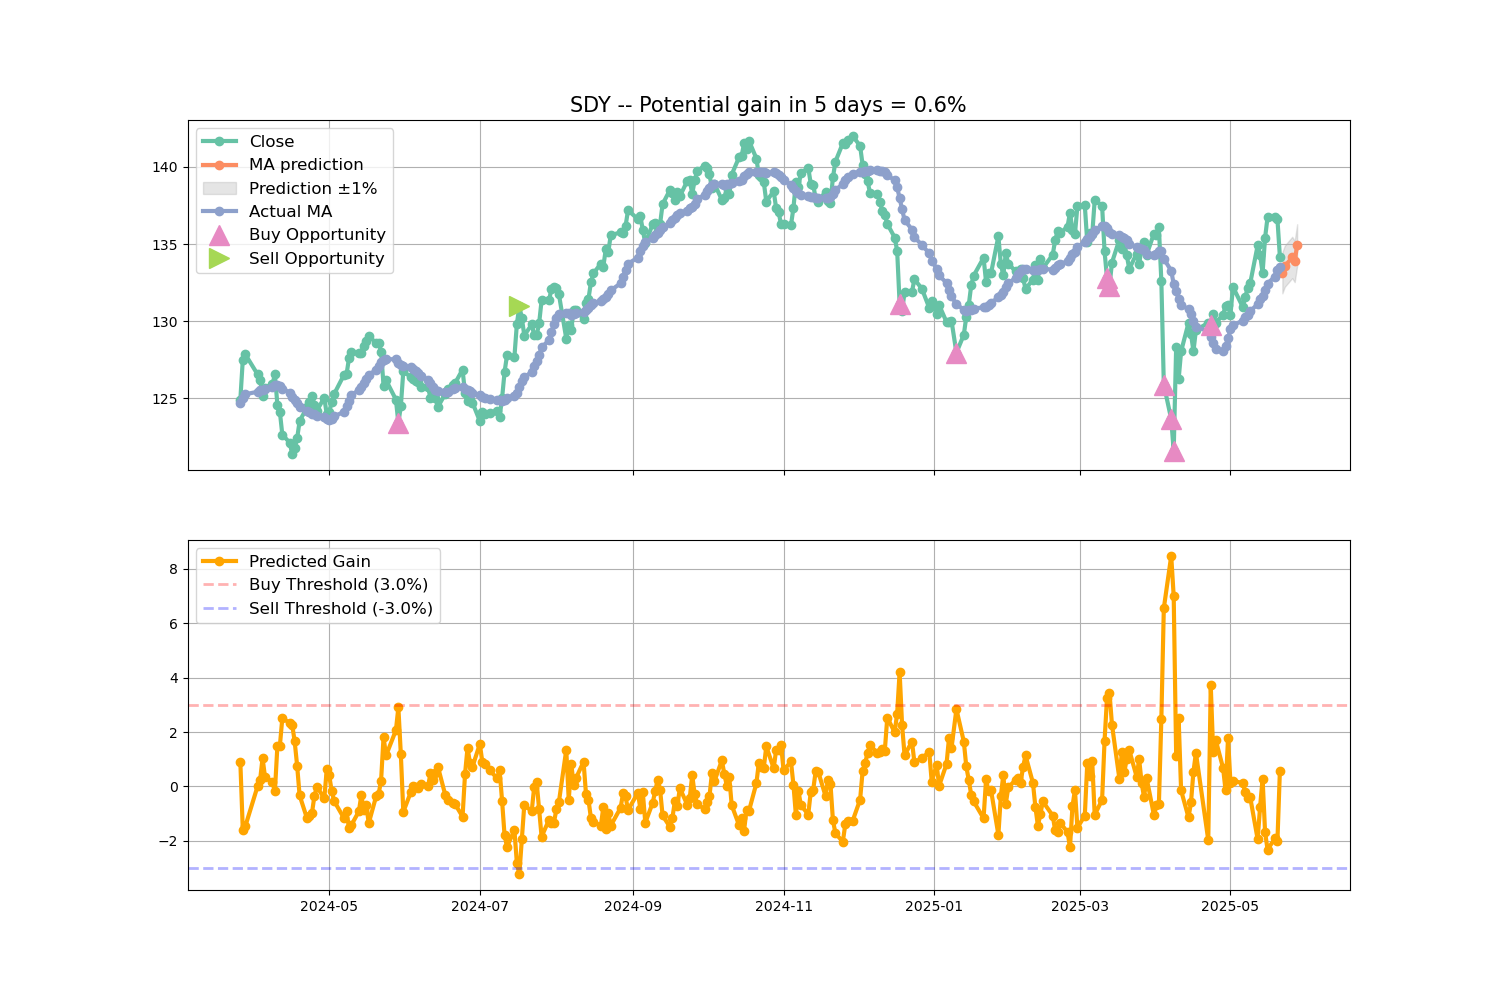 SDY -- Potential gain in 5 days = 0.6%
Close
MA prediction
Prediction ±1%
Actual MA
Buy Opportunity
Sell Opportunity
140
135
130
125
Predicted Gain
Buy Threshold (3.0%)
Sell Threshold (-3.0%)
8
6
4
2
0
−2
2024-05 2024-07 2024-09 2024-11 2025-01 2025-03 2025-05